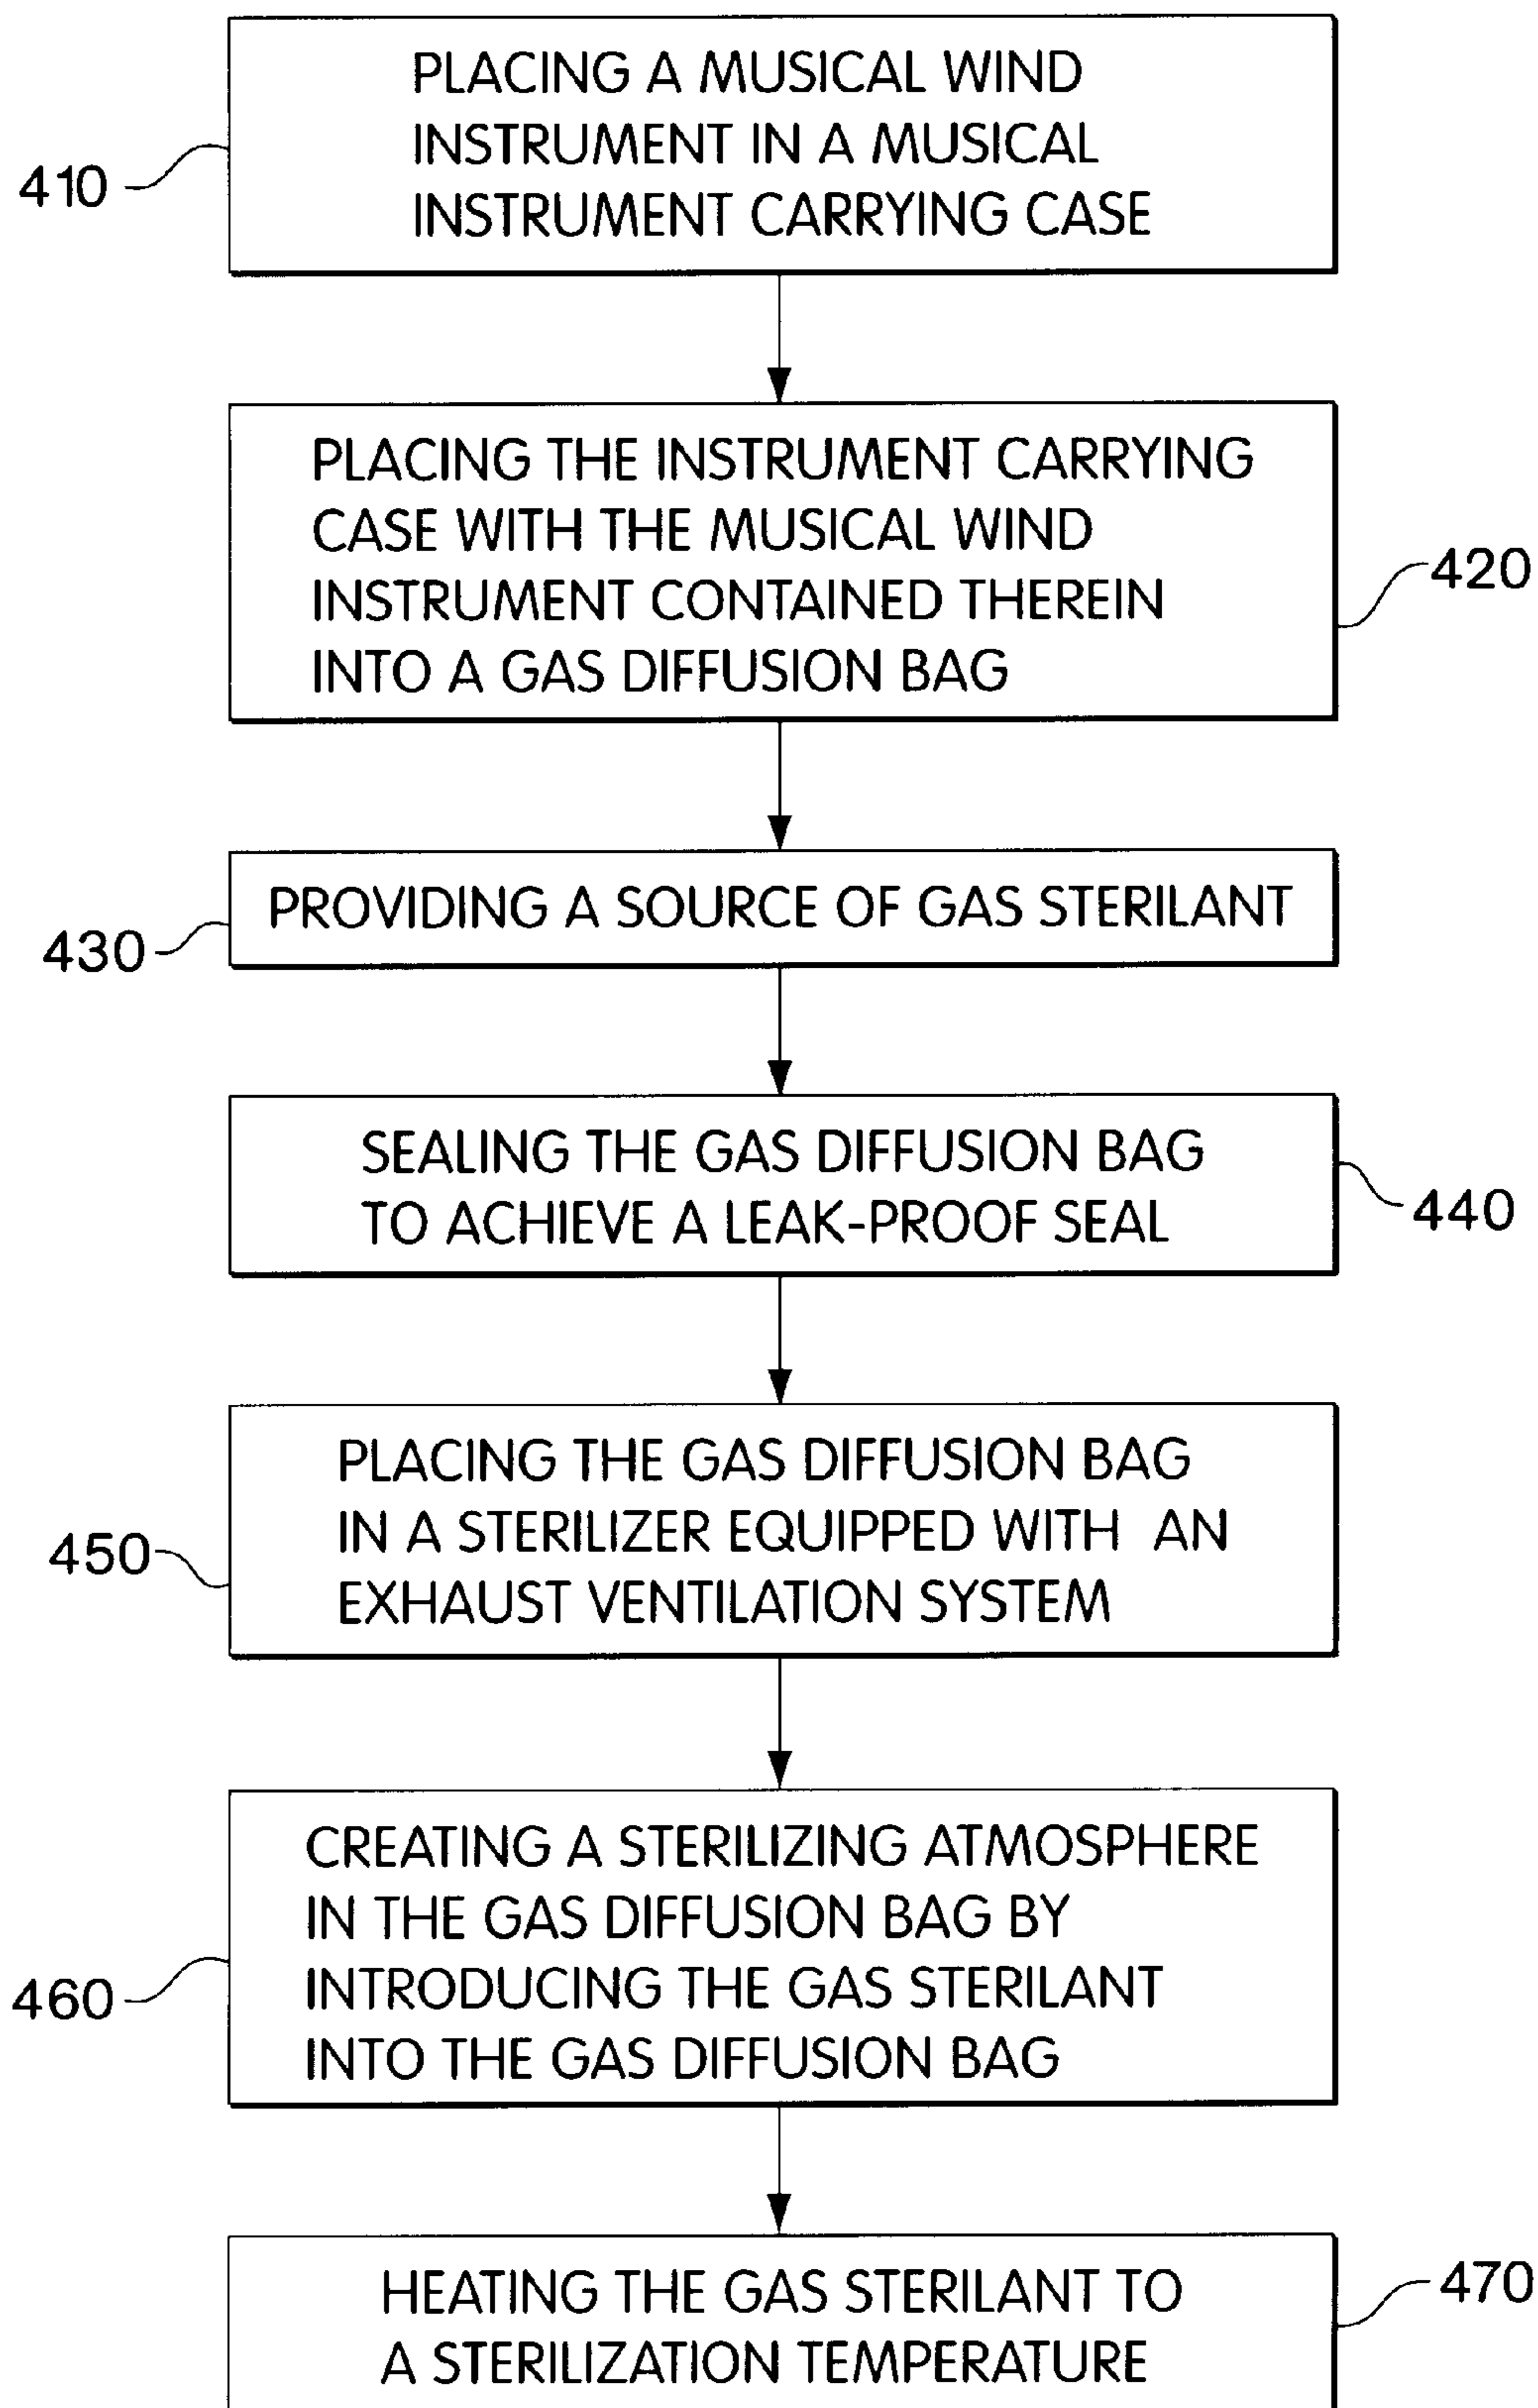 410
PLACING A MUSICAL WIND
INSTRUMENT IN A MUSICAL
INSTRUMENT CARRYING CASE
PLACING THE INSTRUMENT CARRYING
CASE WITH THE MUSICAL WIND
INSTRUMENT CONTAINED THEREIN
INTO A GAS DIFFUSION BAG
420
430
PROVIDING A SOURCE OF GAS STERILANT
SEALING THE GAS DIFFUSION BAG
TO ACHIEVE A LEAK-PROOF SEAL
440
450
PLACING THE GAS DIFFUSION BAG
IN A STERILIZER EQUIPPED WITH AN
EXHAUST VENTILATION SYSTEM
460
CREATING A STERILIZING ATMOSPHERE
IN THE GAS DIFFUSION BAG BY
INTRODUCING THE GAS STERILANT
INTO THE GAS DIFFUSION BAG
HEATING THE GAS STERILANT TO
A STERILIZATION TEMPERATURE
470